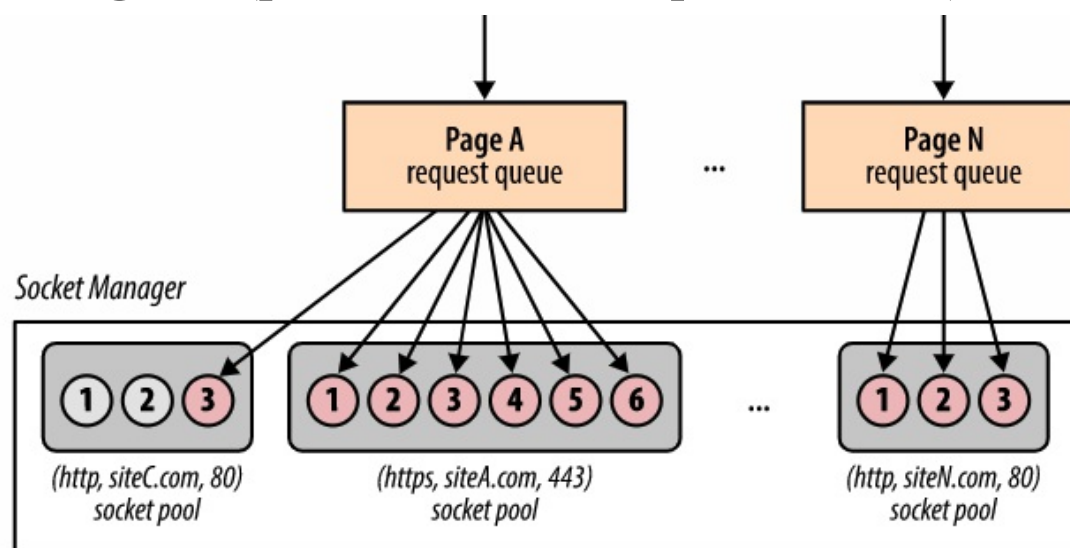 Page A
request queue
...
Page N
request queue
Socket Manager
1 2 3
1 2 3 4 5 6
...
1 2 3
(http, siteC.com, 80)
socket pool
(https, siteA.com, 443)
socket pool
(http, siteN.com, 80)
socket pool